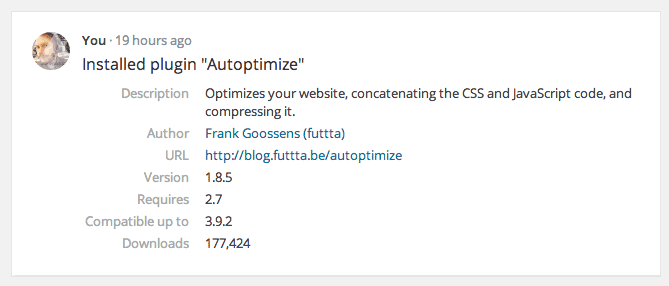 You · 19 hours ago
Installed plugin "Autoptimize"
Description Optimizes your website, concatenating the CSS and JavaScript code, and
compressing it.
Author Frank Goossens (futtta)
URL http://blog.futtta.be/autoptimize
Version 1.8.5
Requires 2.7
Compatible up to 3.9.2
Downloads 177,424